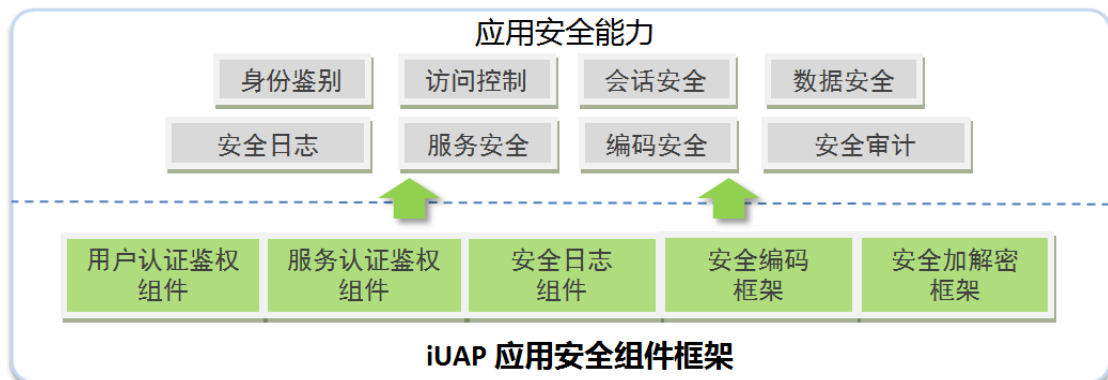 应用安全能力
身份鉴别 访问控制 会话安全 数据安全
安全日志 服务安全 编码安全 安全审计
用户认证鉴权 服务认证鉴权 安全日志 安全编码 安全加解密
组件 组件 组件 框架 框架
iUAP 应用安全组件框架